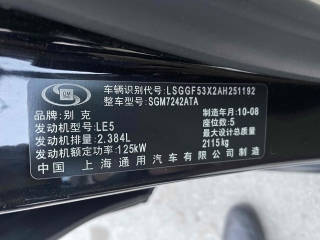 车辆识别代号: LSGGF53X2AH251192
整车型号: SGM7242ATA
品牌: 别克 制造年月10-08
发动机型号: LE5 座位数: 5
发动机排量: 2.384L 最大设计总质量
发动机额定功率: 125kW 2115kg
中国 上海通用汽车有限公司 制造